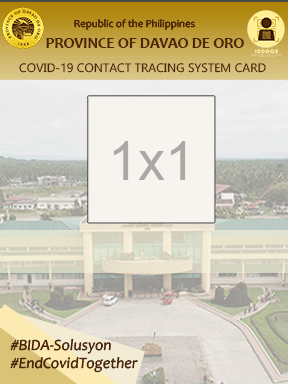 Republic of the Philippines
PROVINCE OF DAVAO DE ORO
COVID-19 CONTACT TRACING SYSTEM CARD
1x1
#BIDA-Solusyon
#EndCovidTogether